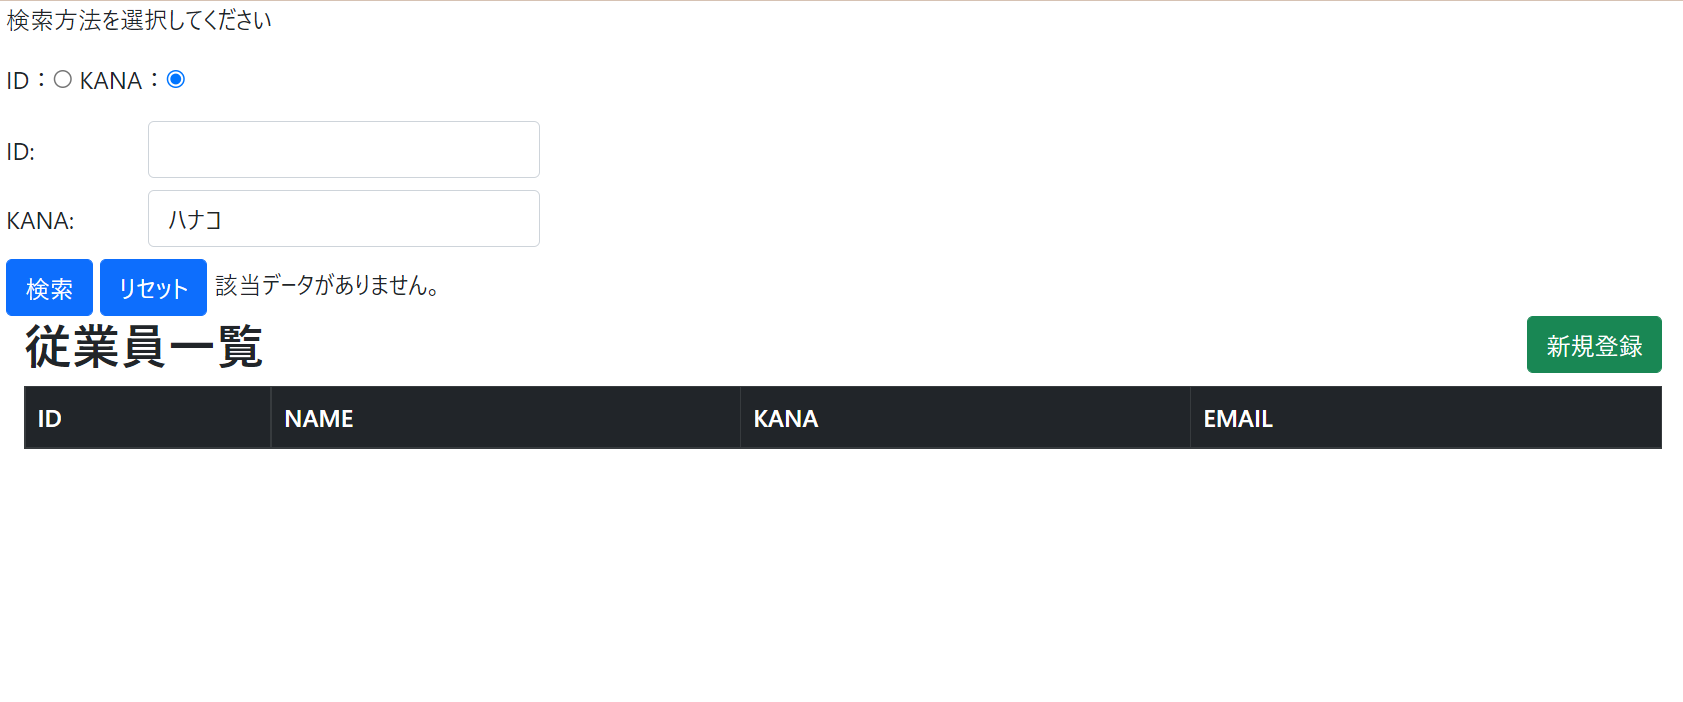 検索方法を選択してください
ID：KANA：
ID:
KANA: ハナコ
検索 リセット 該当データがありません。
従業員一覧 新規登録
ID NAME KANA EMAIL